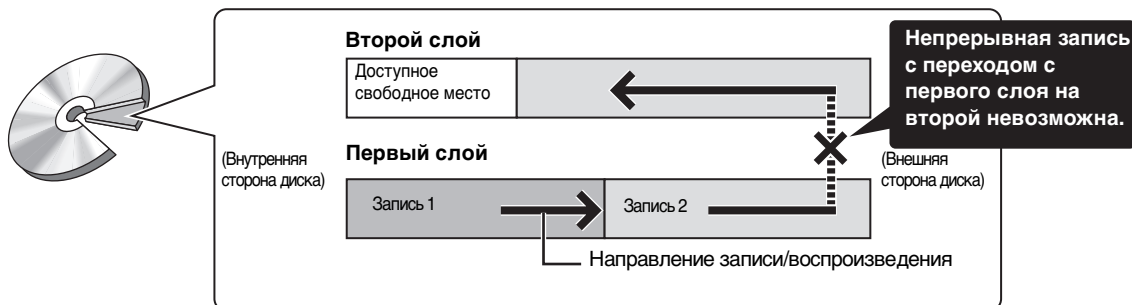 Второй слой
Доступное
свободное место
Непрерывная запись
с переходом с
первого слоя на
второй невозможна.
(Внутренняя
сторона диска)
Первый слой
(Внешняя
сторона диска)
Запись 1
Запись 2
Направление записи/воспроизведения